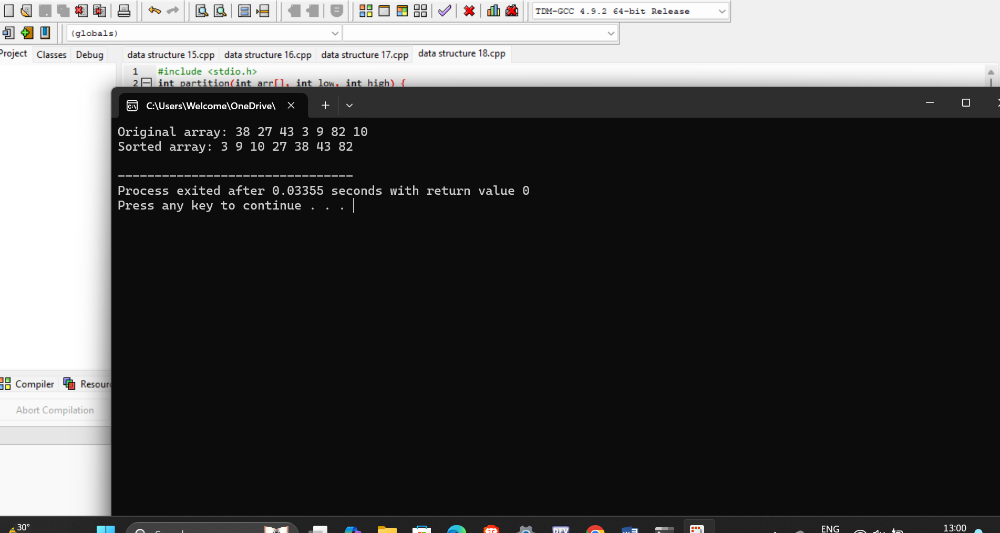 TDM-GCC 4.9.2 64-bit Release
(globals)
Project Classes Debug
data structure 15.cpp data structure 16.cpp data structure 17.cpp data structure 18.cpp
1 #include <stdio.h>
2 int partition(int arr[], int low, int high) {
C:\Users\Welcome\OneDrive\
Original array: 38 27 43 3 9 82 10
Sorted array: 3 9 10 27 38 43 82
--------------------------------
Process exited after 0.03355 seconds with return value 0
Press any key to continue . . .
Compiler Resourc
Abort Compilation
30°
DEV
ENG
13:00